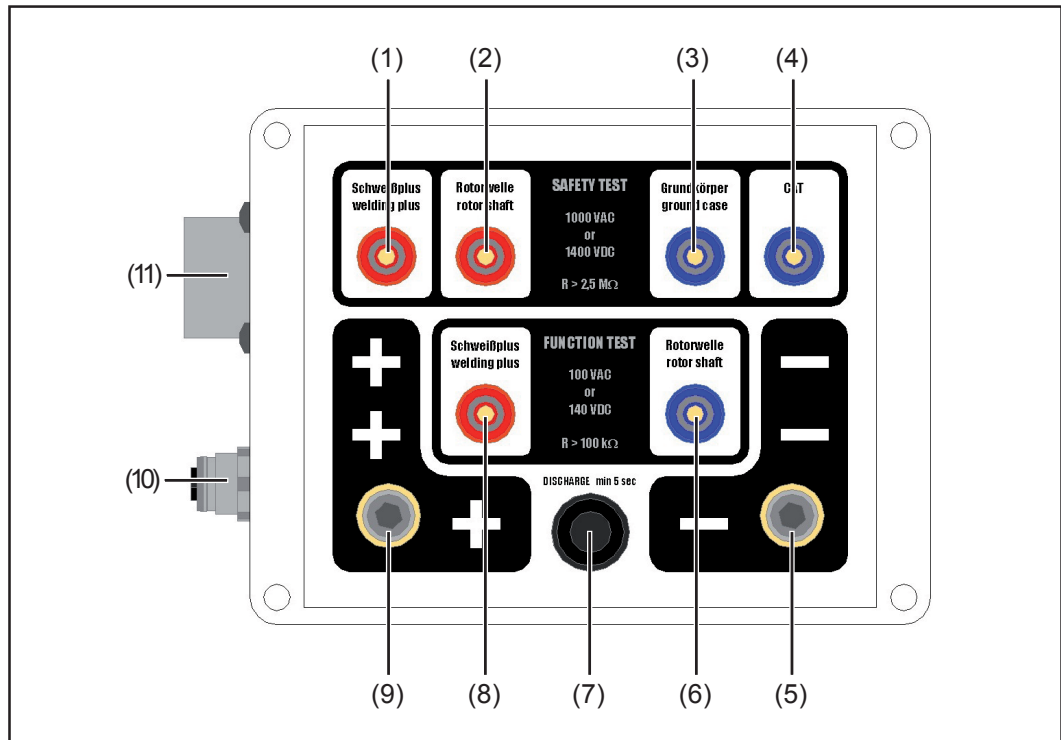 (1) (2) (3) (4)
Schweißplus
welding plus
Rotorwelle
rotor shaft
SAFETY TEST
1000 VAC
or
1400 VDC
R > 2,5 MΩ
Grundkörper
ground case
CAT
(11)
+
+
Schweißplus
welding plus
FUNCTION TEST
100 VAC
or
140 VDC
R > 100 kΩ
Rotorwelle
rotor shaft
–
–
(10)
+
DISCHARGE min 5 sec
–
(9) (8) (7) (6) (5)